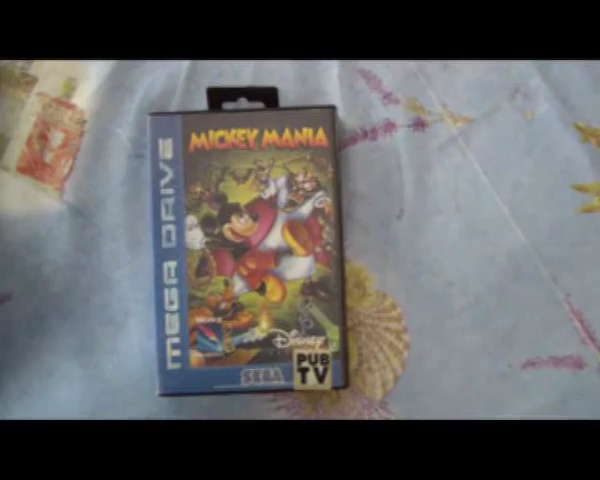 MICKEY MANIA
MEGA DRIVE
Disney
SEGA
PUB
TV